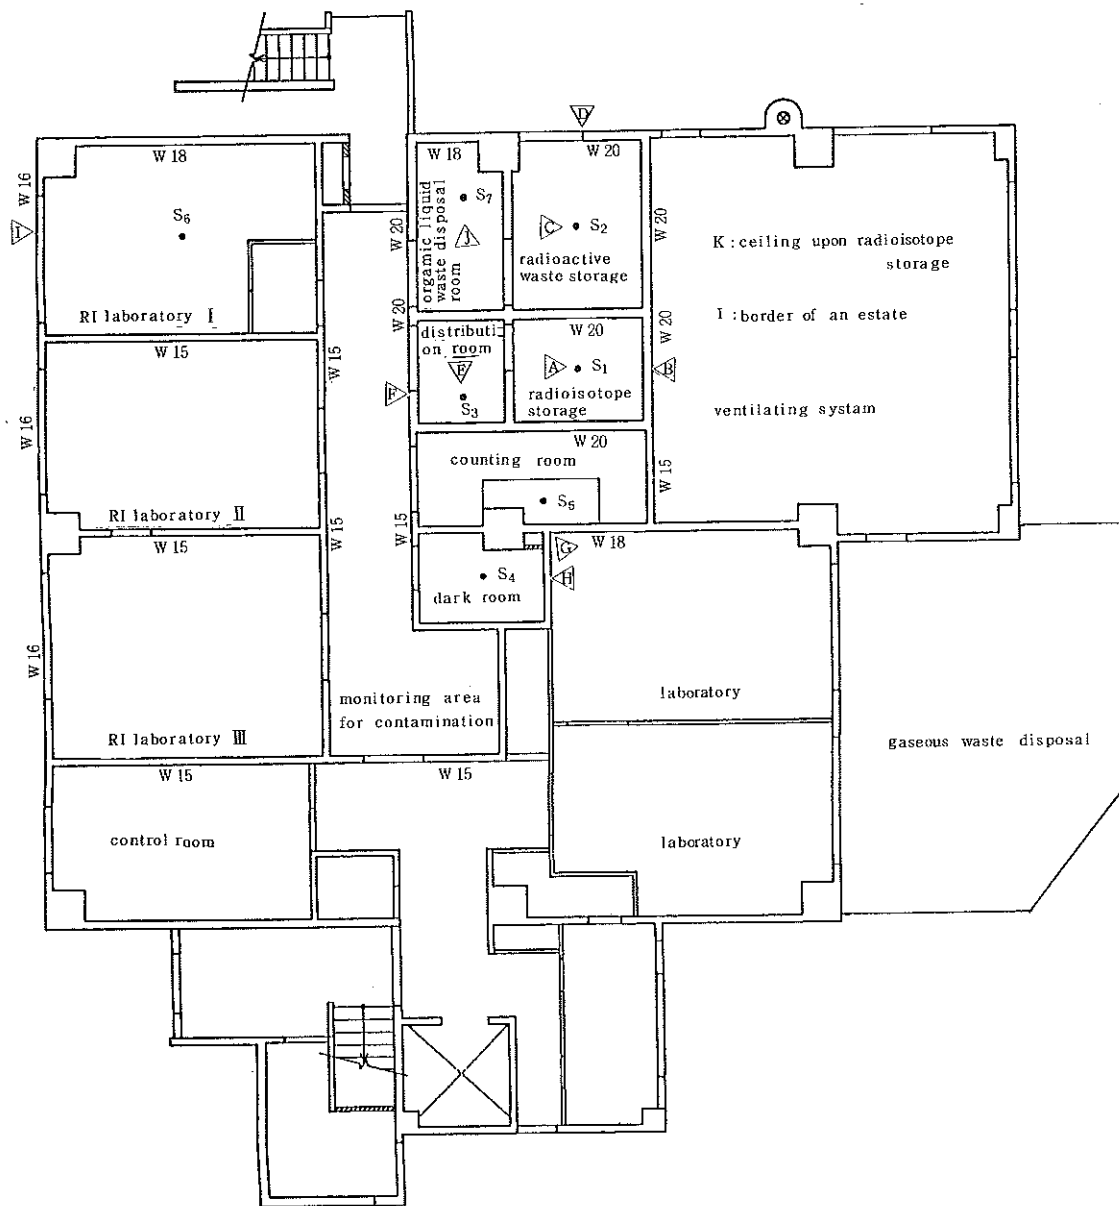 D
W 18
W 18
W 20
W 16
S7
I
S6
W 20
orgamic liquid
waste disposal
room
J
C
S2
W 20
K : ceiling upon radioisotope
storage
radioactive
waste storage
RI laboratory I
W 20
distributi
on room
W 20
W 20
I : border of an estate
W 15
W 15
E
A
S1
B
F
S3
radioisotope
storage
ventilating systam
W 16
W 20
counting room
W 15
S5
RI laboratory II
W 15
W 15
W 15
G
W 18
S4
H
dark room
W 16
monitoring area
for contamination
laboratory
RI laboratory III
gaseous waste disposal
W 15
W 15
control room
laboratory